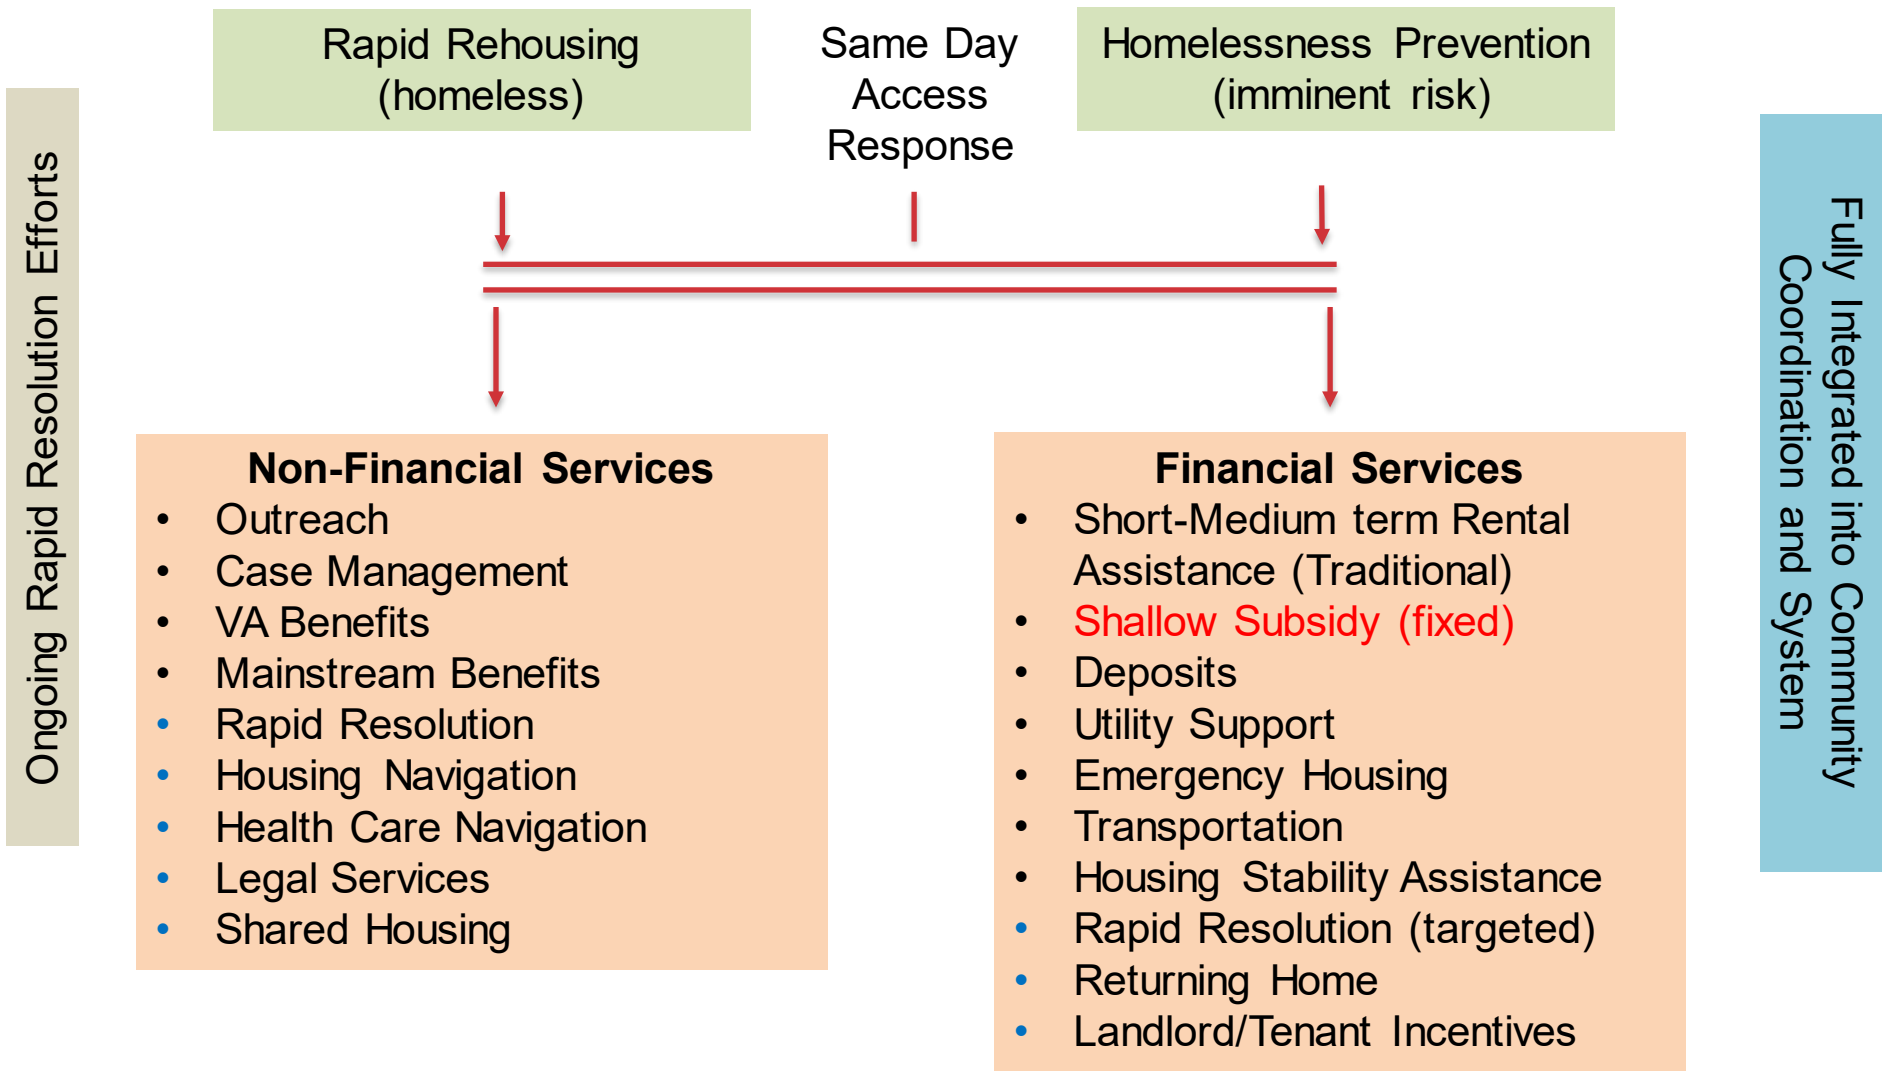 Rapid Rehousing
(homeless)
Same Day
Access
Response
Homelessness Prevention
(imminent risk)
Ongoing Rapid Resolution Efforts
Fully Integrated into Community
Coordination and System
Non-Financial Services
• Outreach
• Case Management
• VA Benefits
• Mainstream Benefits
• Rapid Resolution
• Housing Navigation
• Health Care Navigation
• Legal Services
• Shared Housing
Financial Services
• Short-Medium term Rental
Assistance (Traditional)
• Shallow Subsidy (fixed)
• Deposits
• Utility Support
• Emergency Housing
• Transportation
• Housing Stability Assistance
• Rapid Resolution (targeted)
• Returning Home
• Landlord/Tenant Incentives